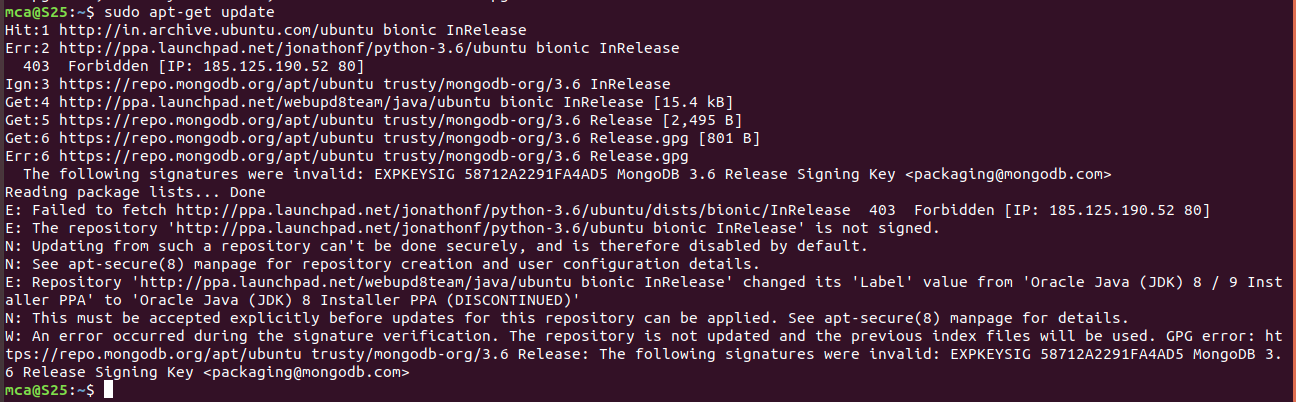 mca@S25:~$ sudo apt-get update
Hit:1 http://in.archive.ubuntu.com/ubuntu bionic InRelease
Err:2 http://ppa.launchpad.net/jonathonf/python-3.6/ubuntu bionic InRelease
  403  Forbidden [IP: 185.125.190.52 80]
Ign:3 https://repo.mongodb.org/apt/ubuntu trusty/mongodb-org/3.6 InRelease
Get:4 http://ppa.launchpad.net/webupd8team/java/ubuntu bionic InRelease [15.4 kB]
Get:5 https://repo.mongodb.org/apt/ubuntu trusty/mongodb-org/3.6 Release [2,495 B]
Get:6 https://repo.mongodb.org/apt/ubuntu trusty/mongodb-org/3.6 Release.gpg [801 B]
Err:6 https://repo.mongodb.org/apt/ubuntu trusty/mongodb-org/3.6 Release.gpg
  The following signatures were invalid: EXPKEYSIG 58712A2291FA4AD5 MongoDB 3.6 Release Signing Key <packaging@mongodb.com>
Reading package lists... Done
E: Failed to fetch http://ppa.launchpad.net/jonathonf/python-3.6/ubuntu/dists/bionic/InRelease  403  Forbidden [IP: 185.125.190.52 80]
E: The repository 'http://ppa.launchpad.net/jonathonf/python-3.6/ubuntu bionic InRelease' is not signed.
N: Updating from such a repository can't be done securely, and is therefore disabled by default.
N: See apt-secure(8) manpage for repository creation and user configuration details.
E: Repository 'http://ppa.launchpad.net/webupd8team/java/ubuntu bionic InRelease' changed its 'Label' value from 'Oracle Java (JDK) 8 / 9 Inst
aller PPA' to 'Oracle Java (JDK) 8 Installer PPA (DISCONTINUED)'
N: This must be accepted explicitly before updates for this repository can be applied. See apt-secure(8) manpage for details.
W: An error occurred during the signature verification. The repository is not updated and the previous index files will be used. GPG error: ht
tps://repo.mongodb.org/apt/ubuntu trusty/mongodb-org/3.6 Release: The following signatures were invalid: EXPKEYSIG 58712A2291FA4AD5 MongoDB 3.
6 Release Signing Key <packaging@mongodb.com>
mca@S25:~$